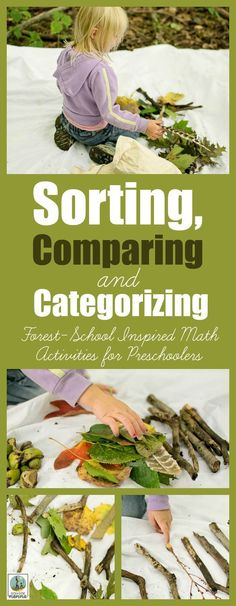 Sorting,
Comparing
and
Categorizing
Forest-School Inspired Math
Activities for Preschoolers